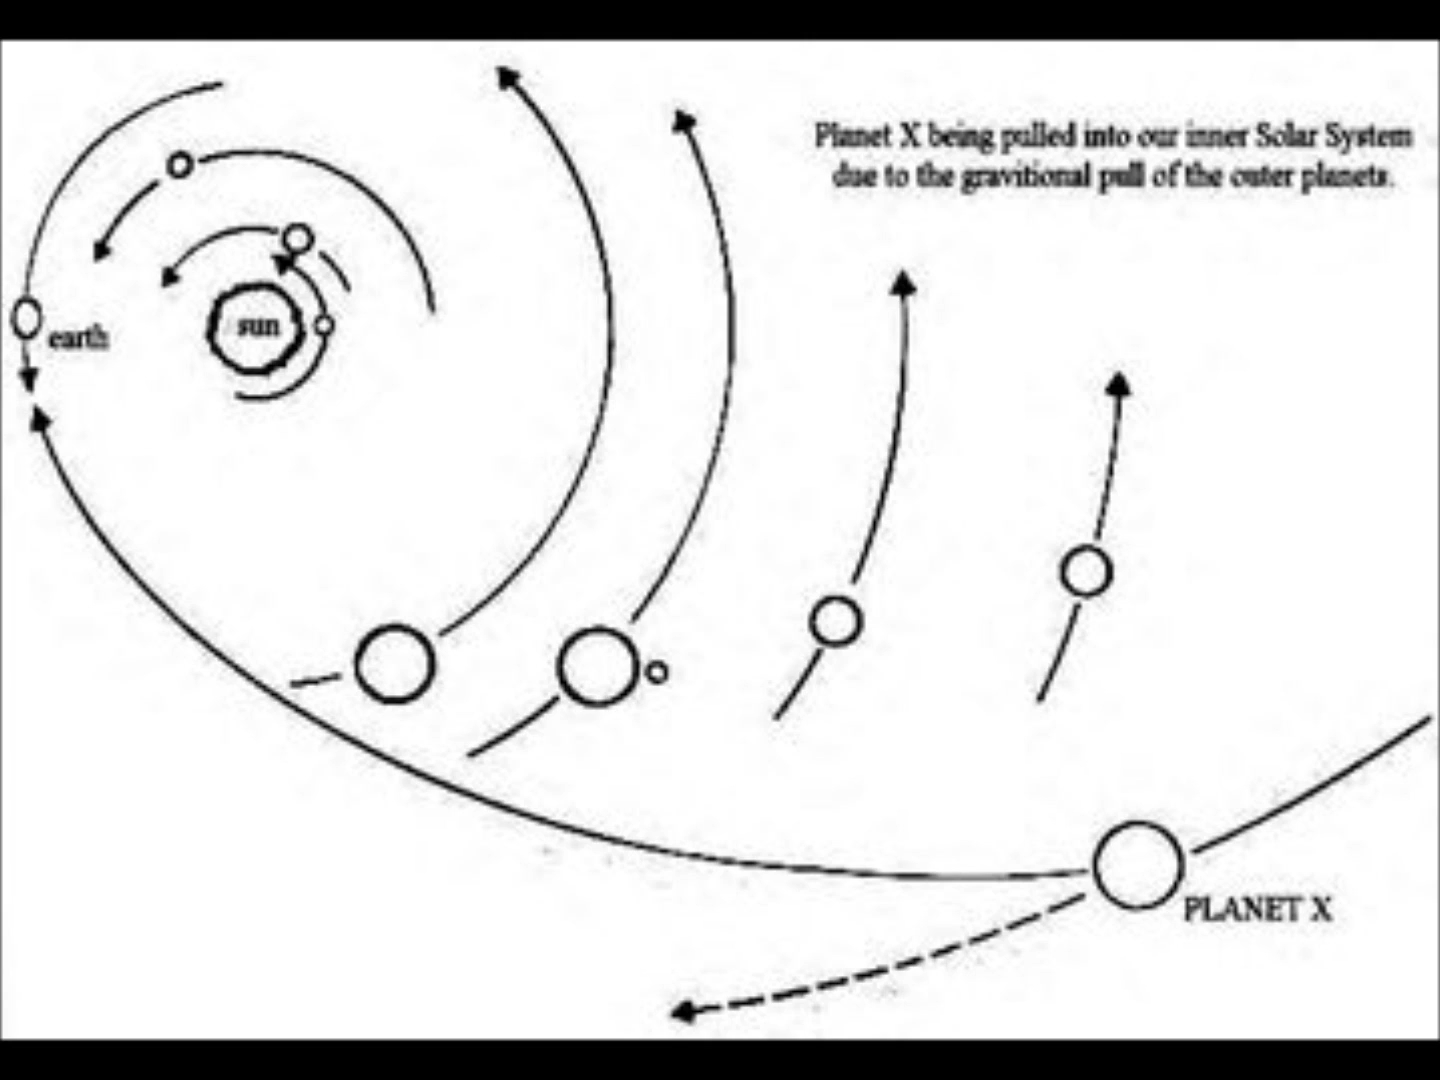 Planet X being pulled into our inner Solar System
due to the gravitional pull of the outer planets.
sun
earth
PLANET X